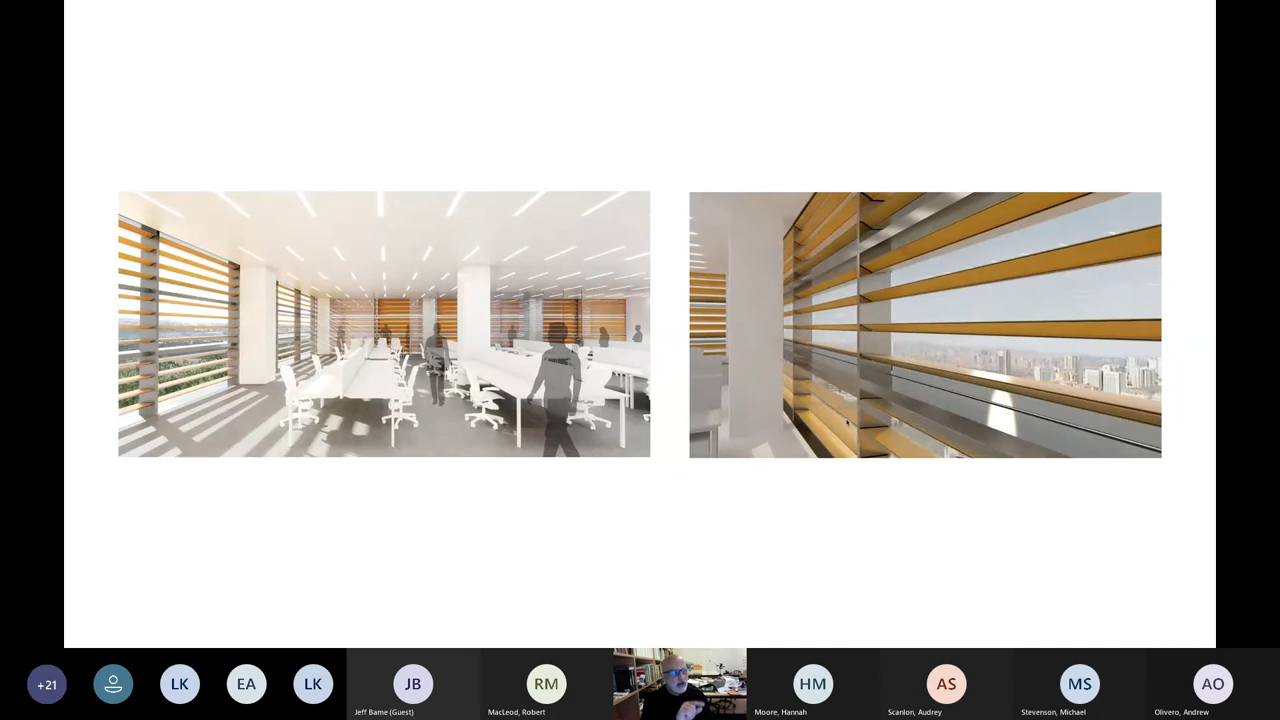 +21
LK
EA
LK
JB
RM
HM
AS
MS
AO
Jeff Bame (Guest)
MacLeod, Robert
Moore, Hannah
Scanlon, Audrey
Stevenson, Michael
Olivero, Andrew